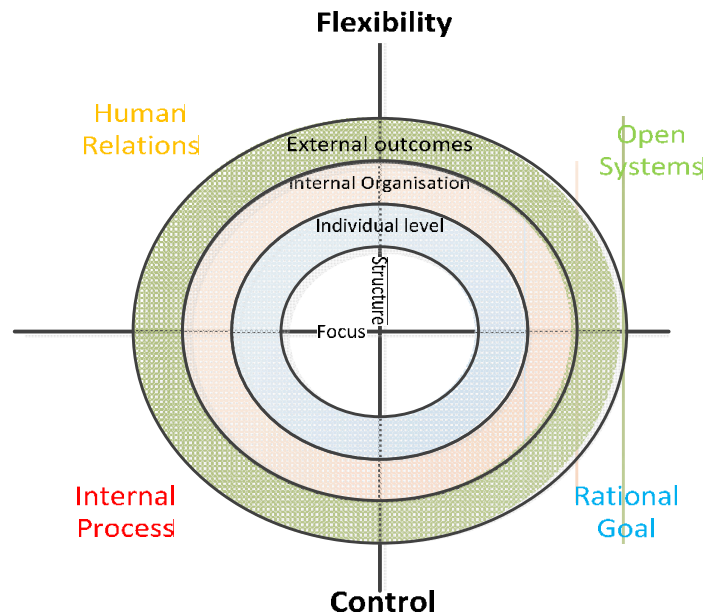 Flexibility
Human
Relations
Open
Systems
External outcomes
Internal Organisation
Individual level
Structure
Focus
Internal
Process
Rational
Goal
Control